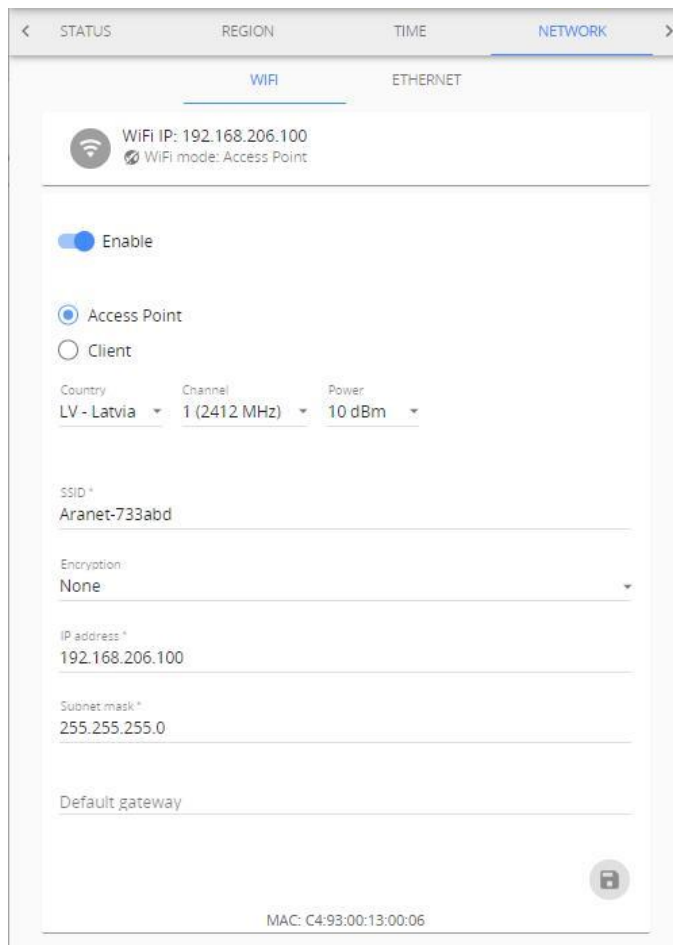 STATUS REGION TIME NETWORK
WIFI ETHERNET
WiFi IP: 192.168.206.100
WiFi mode: Access Point
Enable
Access Point
Client
Country Channel Power
LV - Latvia 1 (2412 MHz) 10 dBm
SSID *
Aranet-733abd
Encryption
None
IP address *
192.168.206.100
Subnet mask *
255.255.255.0
Default gateway
MAC: C4:93:00:13:00:06